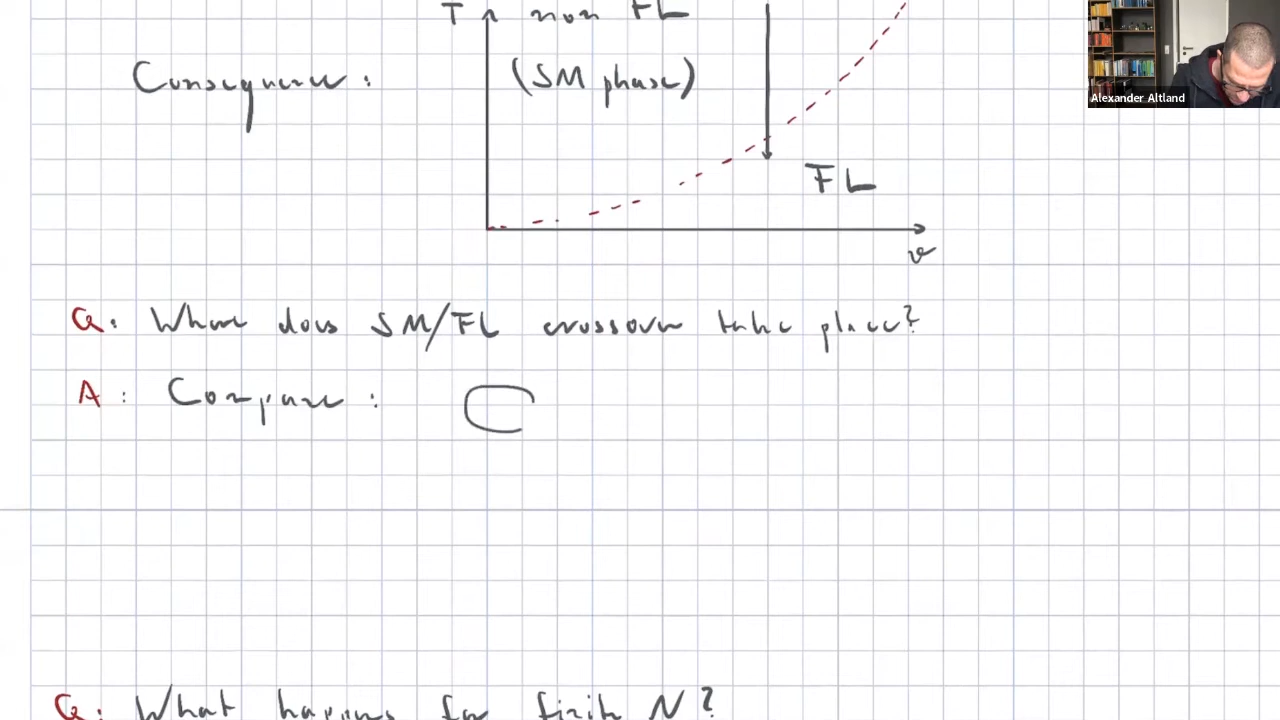 T non FL
Consequence : (SM phase)
FL
v
Q: Where does SM/FL crossover take place?
A : Compare :
Q: What happens for finite N?
Alexander Altland